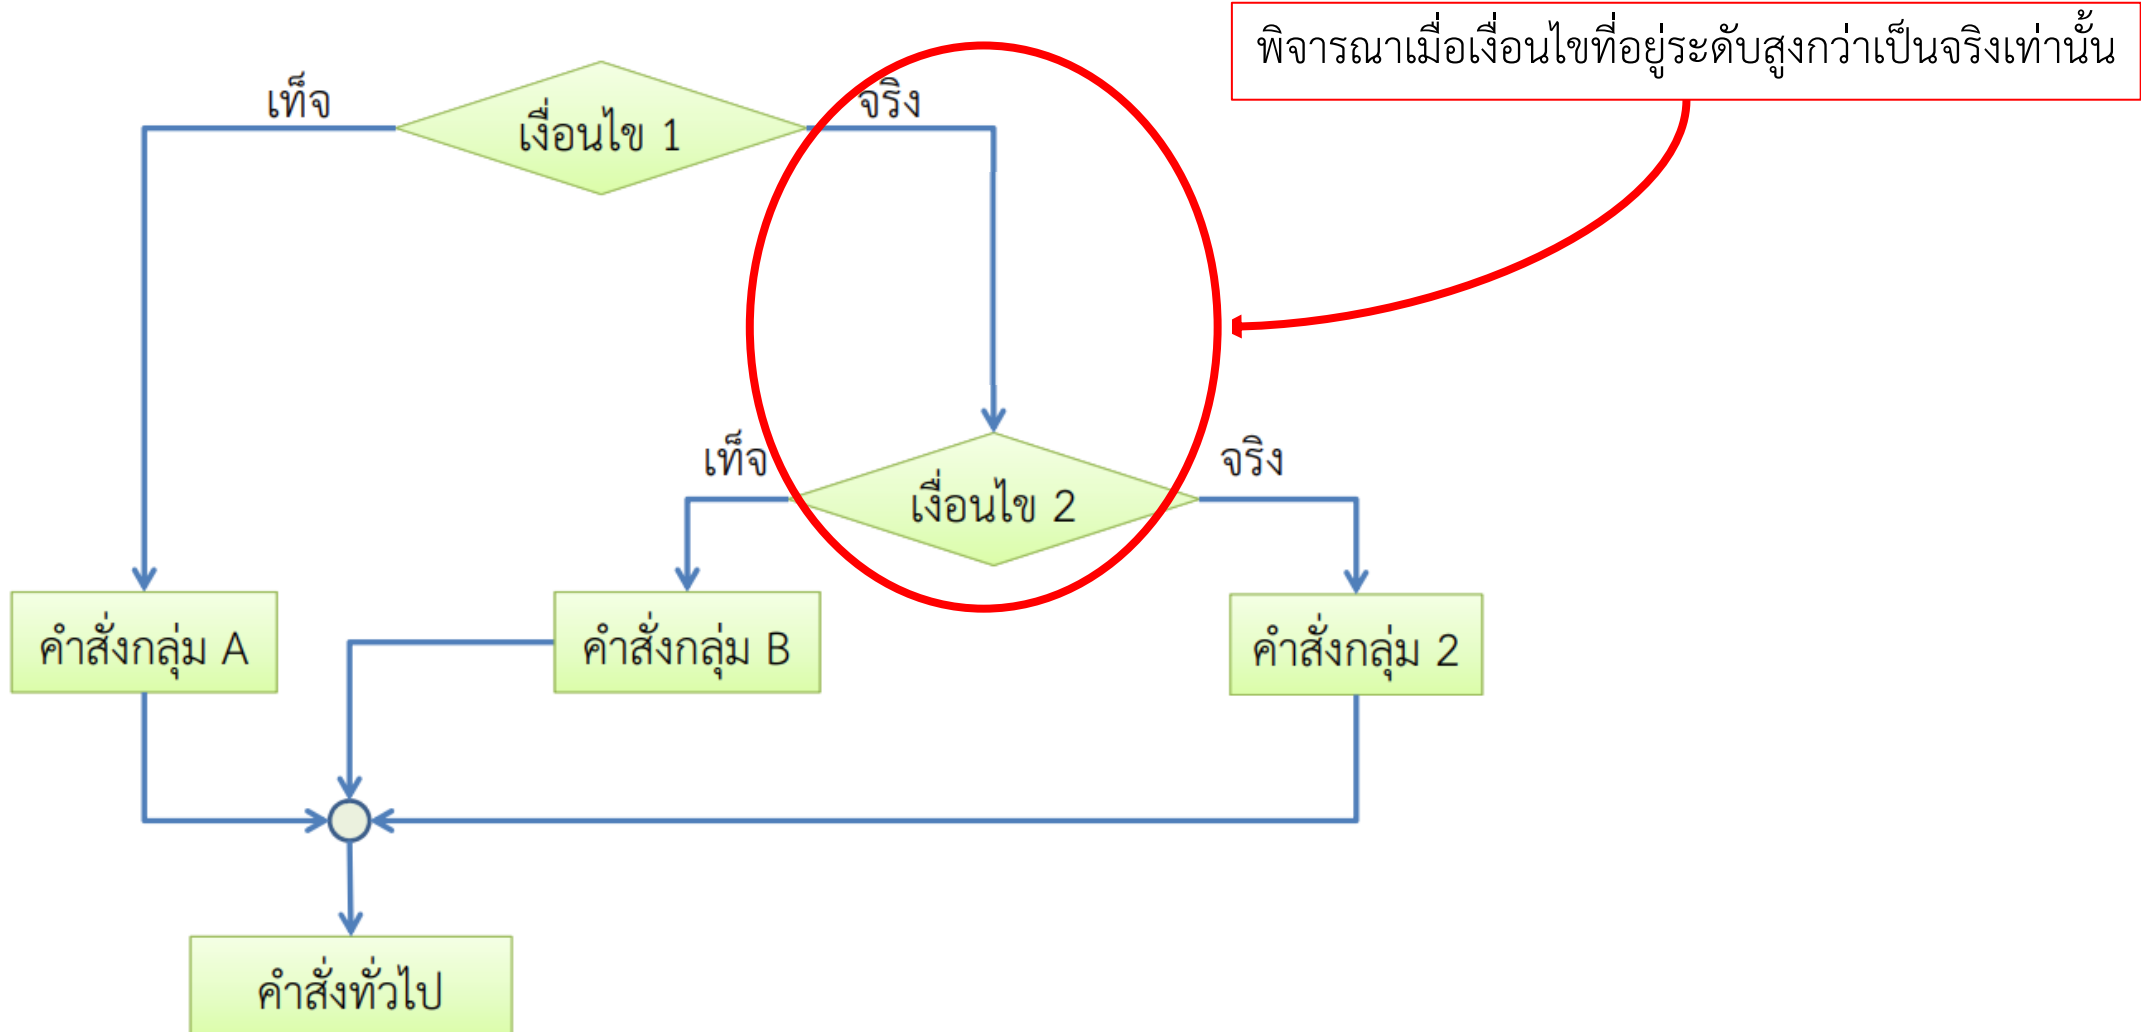 พิจารณาเมื่อเงื่อนไขที่อยู่ระดับสูงกว่าเป็นจริงเท่านั้น
เท็จ
จริง
เงื่อนไข 1
เท็จ
จริง
เงื่อนไข 2
คำสั่งกลุ่ม A
คำสั่งกลุ่ม B
คำสั่งกลุ่ม 2
คำสั่งทั่วไป